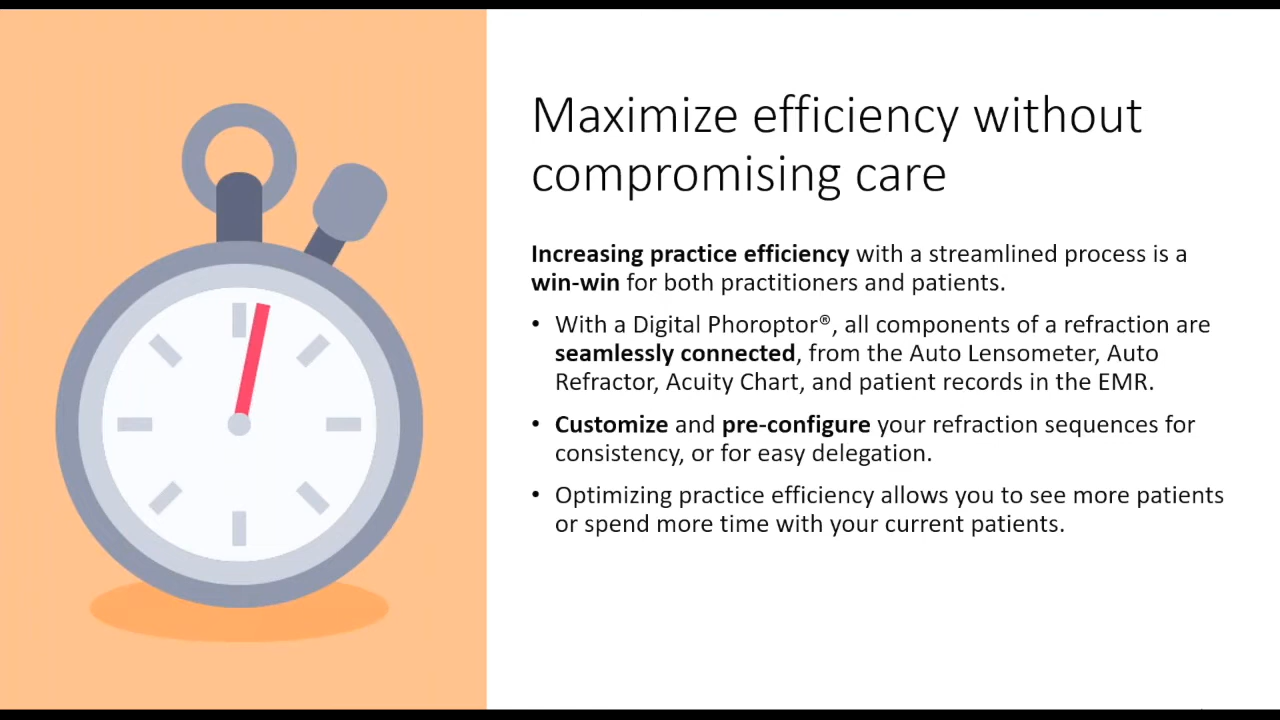 Maximize efficiency without
compromising care
Increasing practice efficiency with a streamlined process is a
win-win for both practitioners and patients.
• With a Digital Phoroptor®, all components of a refraction are
seamlessly connected, from the Auto Lensometer, Auto
Refractor, Acuity Chart, and patient records in the EMR.
• Customize and pre-configure your refraction sequences for
consistency, or for easy delegation.
• Optimizing practice efficiency allows you to see more patients
or spend more time with your current patients.